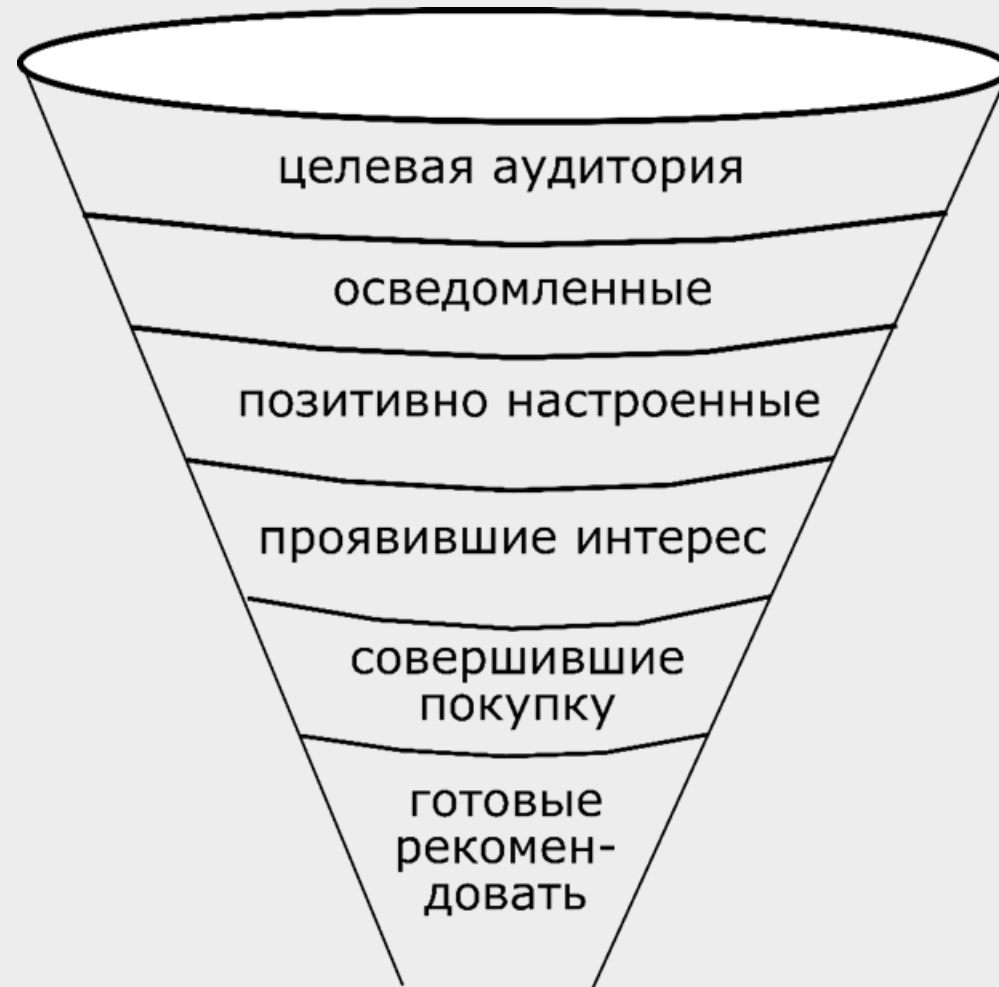 целевая аудитория
осведомленные
позитивно настроенные
проявившие интерес
совершившие
покупку
готовые
рекомен-
довать